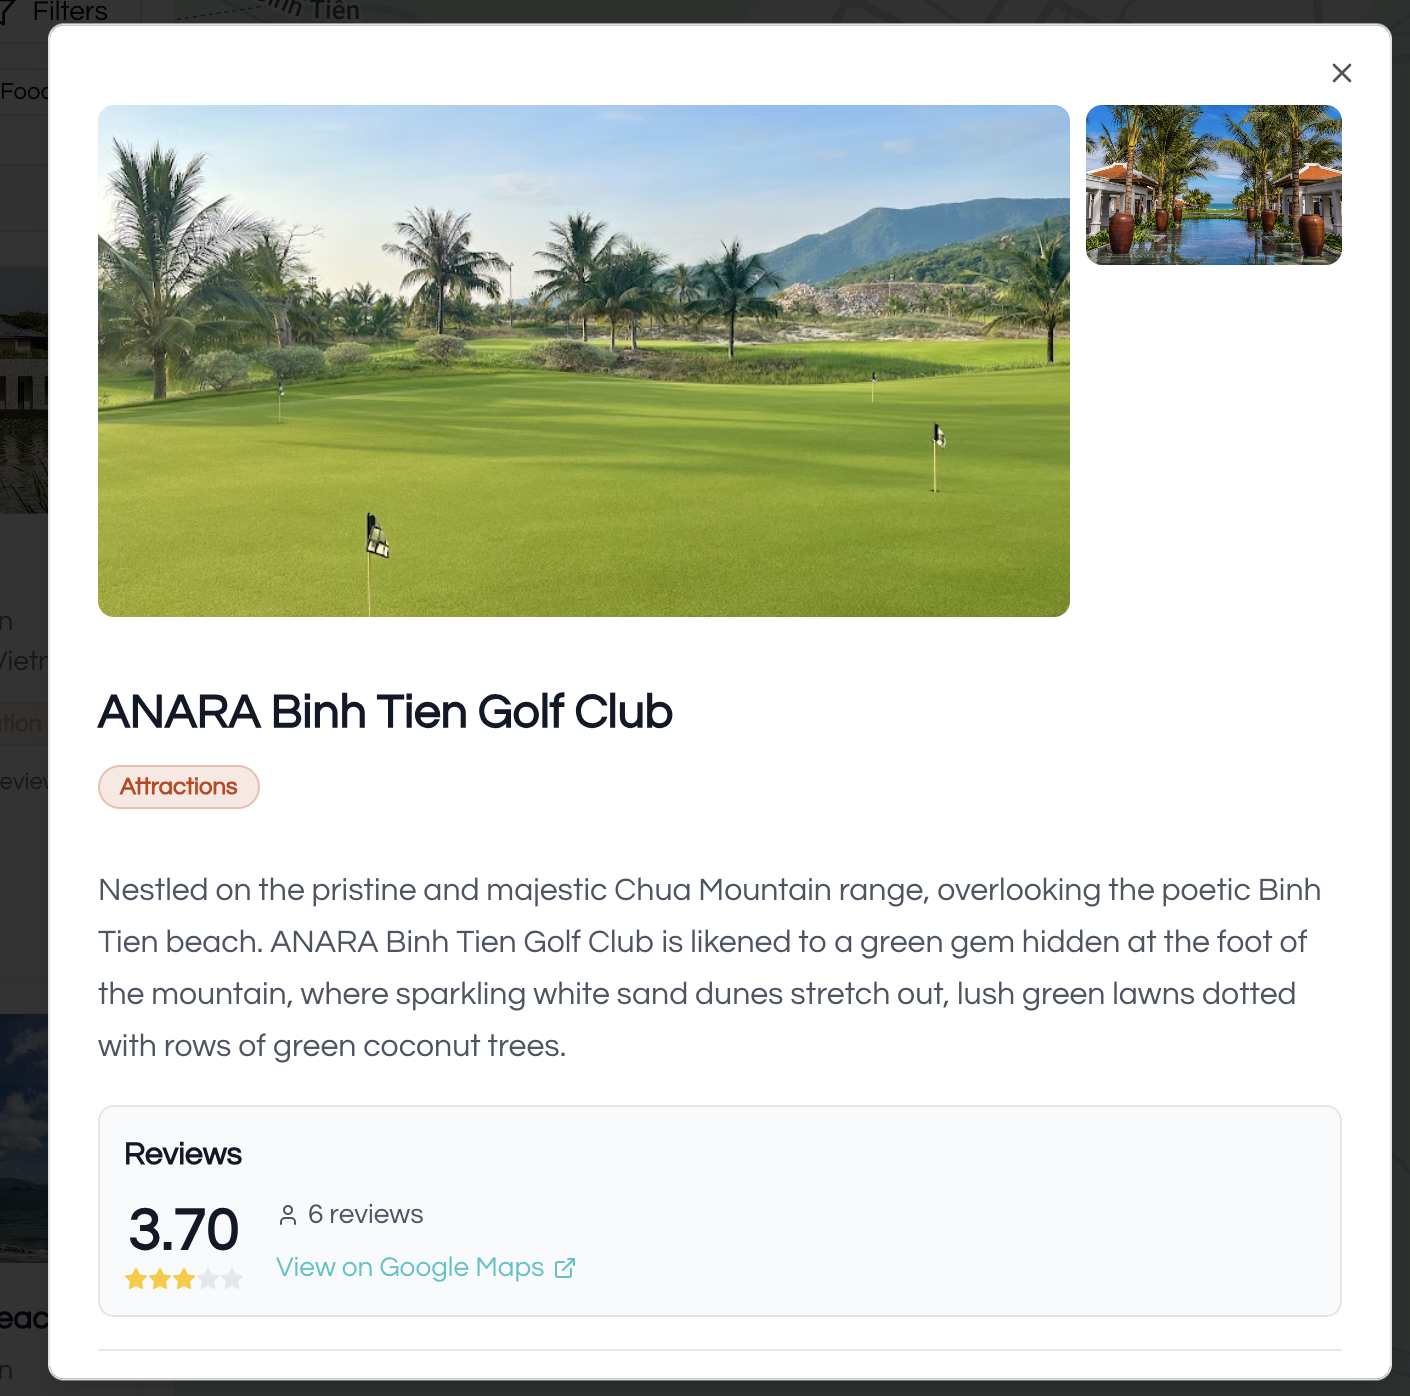 Filters
Tiên
ANARA Binh Tien Golf Club
Attractions
Nestled on the pristine and majestic Chua Mountain range, overlooking the poetic Binh
Tien beach. ANARA Binh Tien Golf Club is likened to a green gem hidden at the foot of
the mountain, where sparkling white sand dunes stretch out, lush green lawns dotted
with rows of green coconut trees.
Reviews
3.70
6 reviews
View on Google Maps